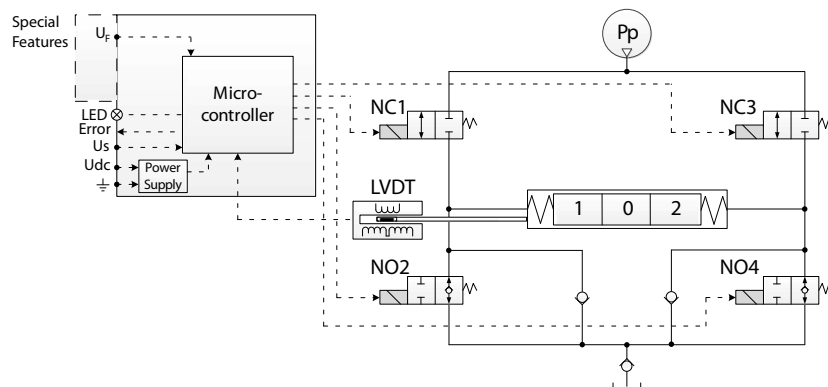 Special
Features
U_F
LED
Error
Us
Udc
Micro-
controller
Power
Supply
Pp
NC1
NC3
LVDT
1 0 2
NO2
NO4